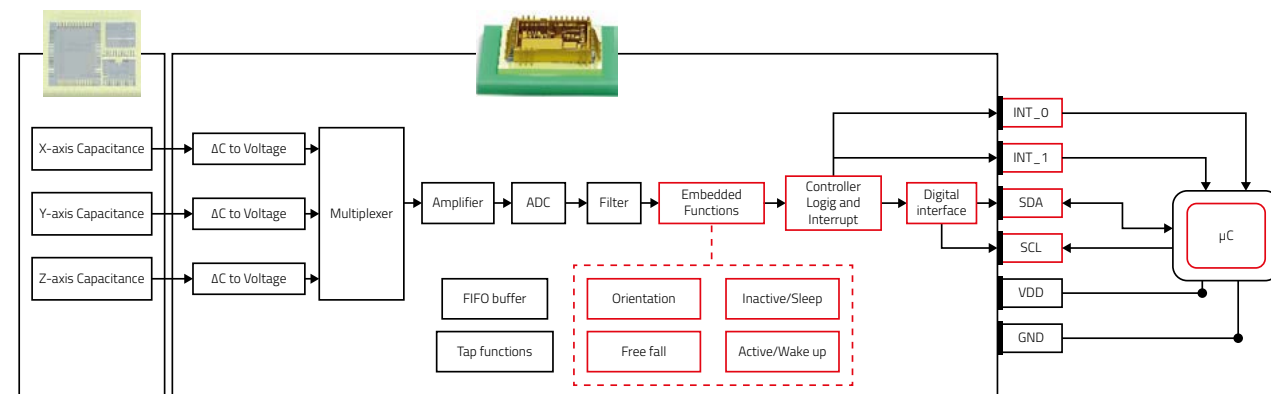 INT_0
X-axis Capacitance
ΔC to Voltage
INT_1
Y-axis Capacitance
ΔC to Voltage
Multiplexer
Amplifier
ADC
Filter
Embedded
Functions
Controller
Logig and
Interrupt
Digital
interface
SDA
SCL
µC
Z-axis Capacitance
ΔC to Voltage
FIFO buffer
Orientation
Inactive/Sleep
VDD
Tap functions
Free fall
Active/Wake up
GND